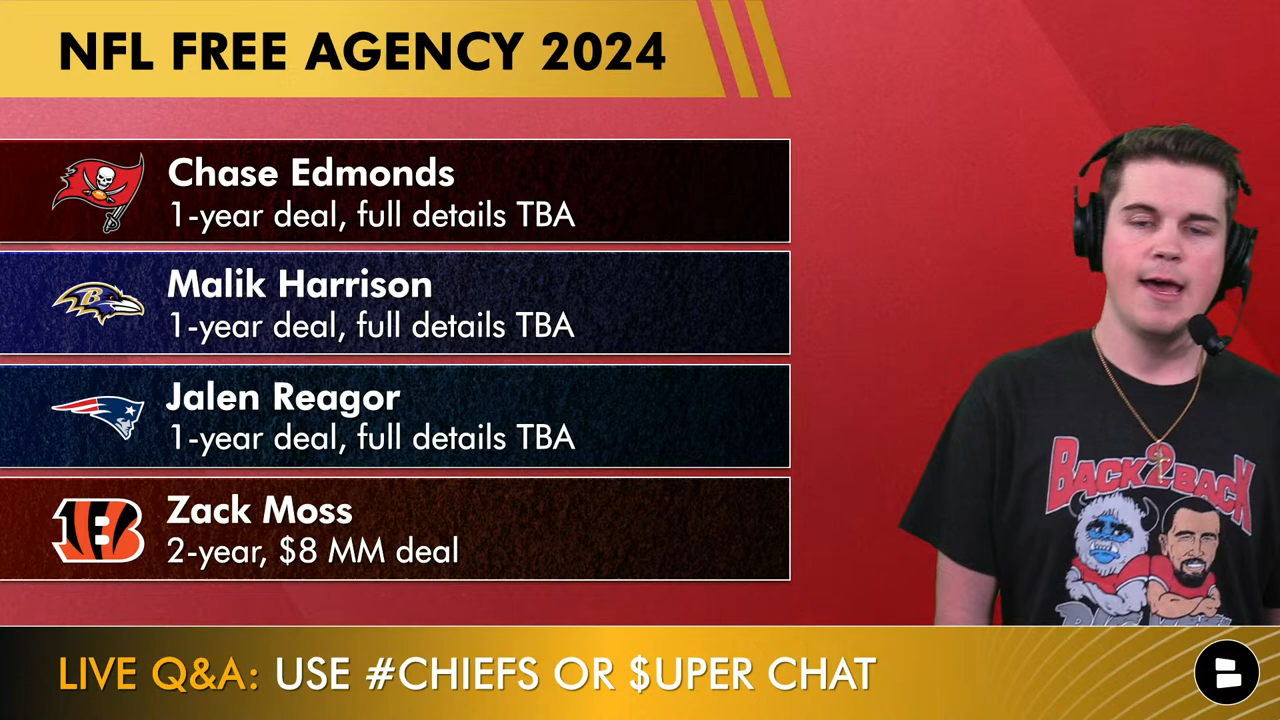 NFL FREE AGENCY 2024
Chase Edmonds
1-year deal, full details TBA
Malik Harrison
1-year deal, full details TBA
Jalen Reagor
1-year deal, full details TBA
Zack Moss
2-year, $8 MM deal
BACK 2 BACK
LIVE Q&A: USE #CHIEFS OR $UPER CHAT